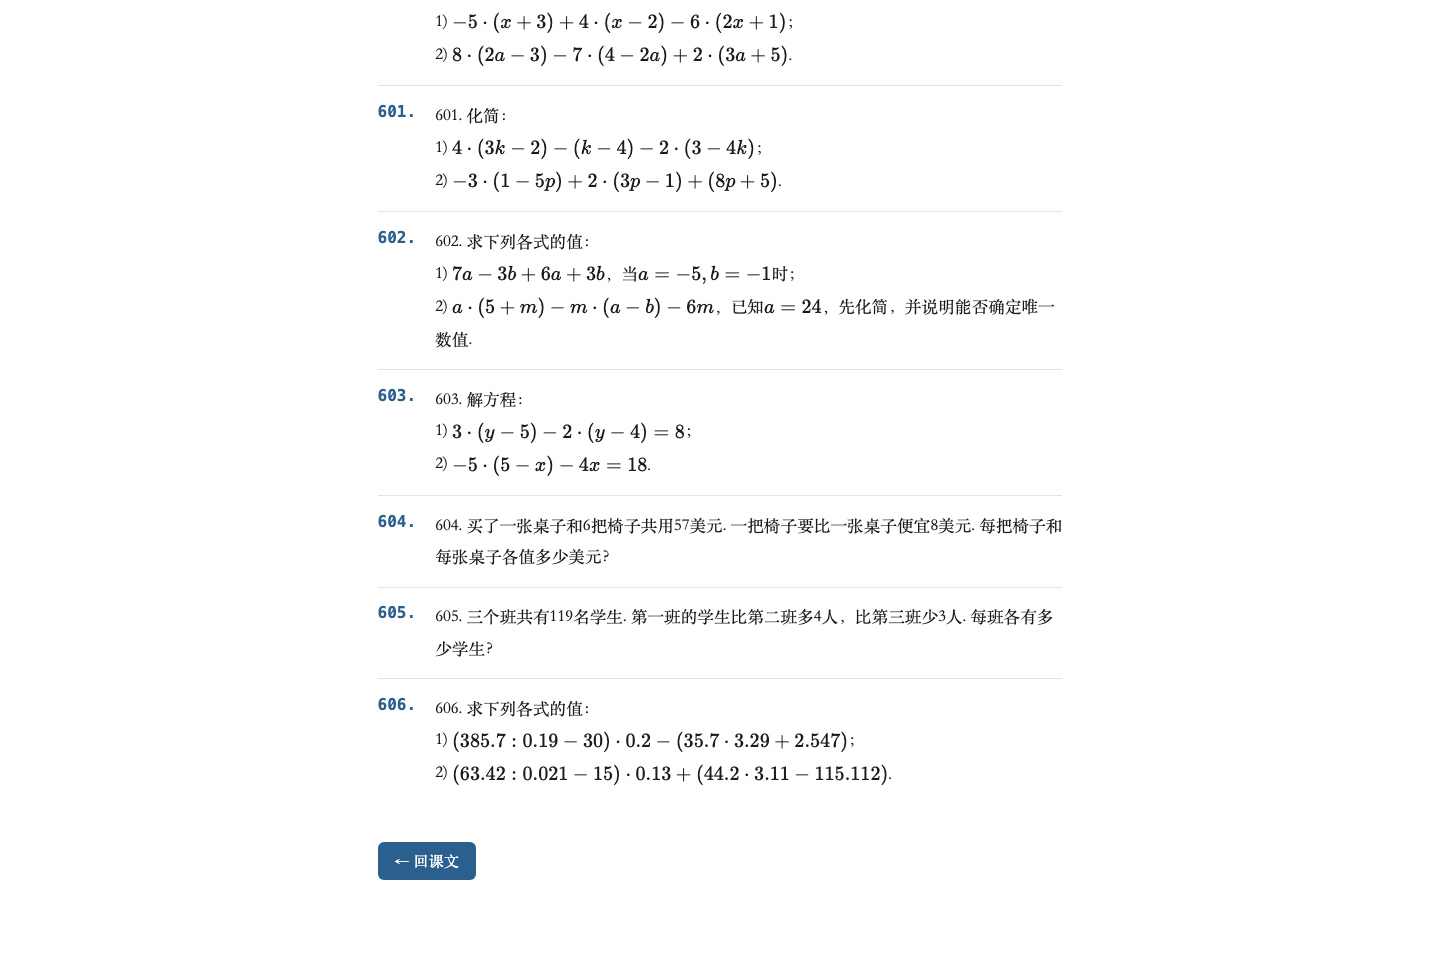 1) −5 · (x + 3) + 4 · (x − 2) − 6 · (2x + 1);
2) 8 · (2a − 3) − 7 · (4 − 2a) + 2 · (3a + 5).
601. 601. 化简：
1) 4 · (3k − 2) − (k − 4) − 2 · (3 − 4k);
2) −3 · (1 − 5p) + 2 · (3p − 1) + (8p + 5).
602. 602. 求下列各式的值：
1) 7a − 3b + 6a + 3b，当a = −5, b = −1时;
2) a · (5 + m) − m · (a − b) − 6m，已知a = 24，先化简，并说明能否确定唯一
数值.
603. 603. 解方程：
1) 3 · (y − 5) − 2 · (y − 4) = 8;
2) −5 · (5 − x) − 4x = 18.
604. 604. 买了一张桌子和6把椅子共用57美元. 一把椅子要比一张桌子便宜8美元. 每把椅子和
每张桌子各值多少美元?
605. 605. 三个班共有119名学生. 第一班的学生比第二班多4人，比第三班少3人. 每班各有多
少学生?
606. 606. 求下列各式的值：
1) (385.7 : 0.19 − 30) · 0.2 − (35.7 · 3.29 + 2.547);
2) (63.42 : 0.021 − 15) · 0.13 + (44.2 · 3.11 − 115.112).
← 回课文